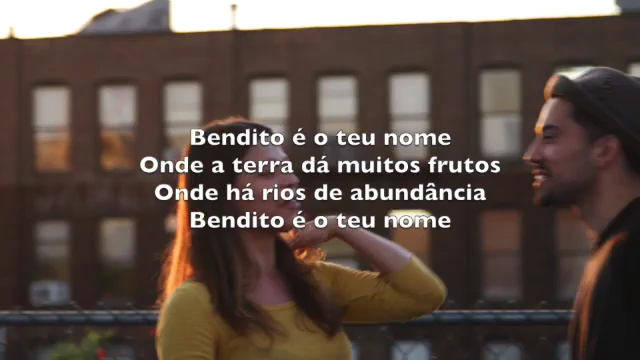 Bendito é o teu nome
Onde a terra dá muitos frutos
Onde há rios de abundância
Bendito é o teu nome